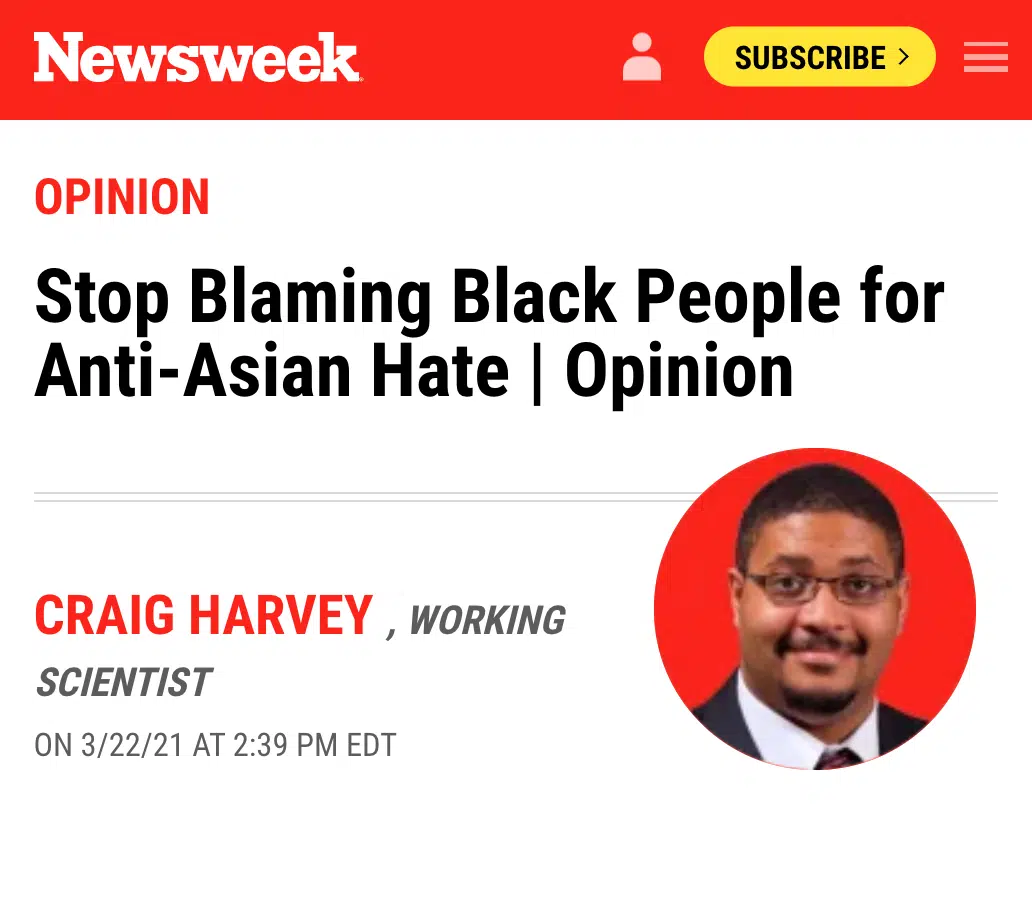 Newsweek
SUBSCRIBE >
OPINION
Stop Blaming Black People for
Anti-Asian Hate | Opinion
CRAIG HARVEY , WORKING
SCIENTIST
ON 3/22/21 AT 2:39 PM EDT